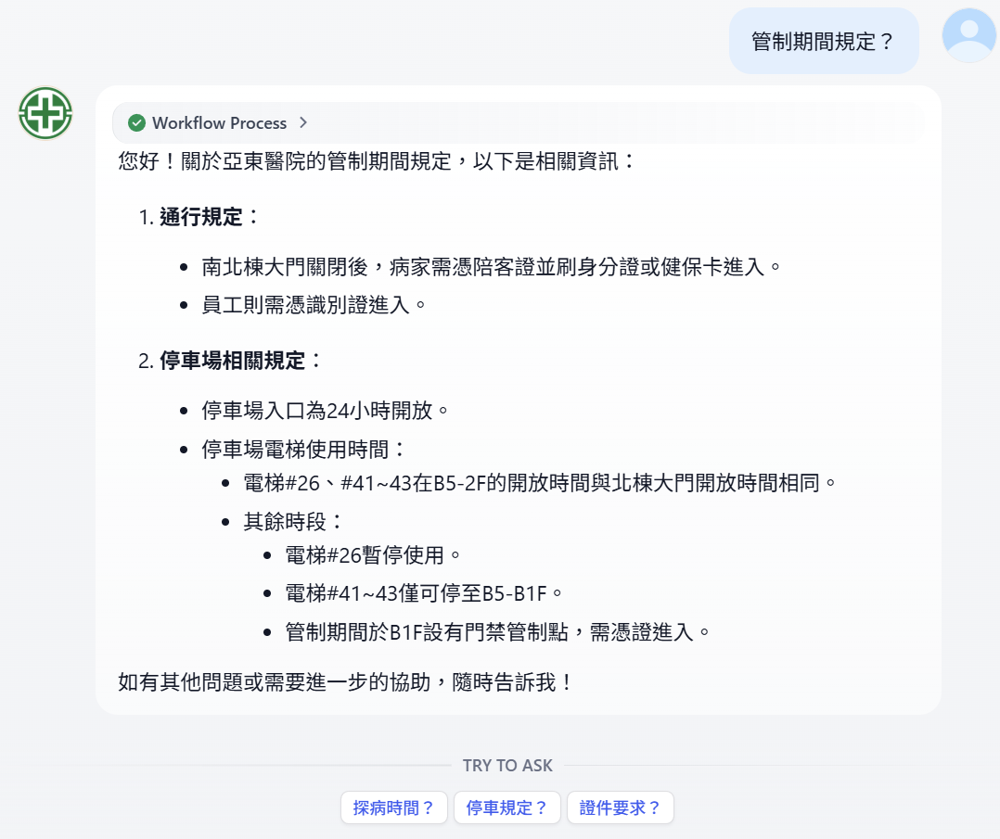 管制期間規定？
Workflow Process
您好！關於亞東醫院的管制期間規定，以下是相關資訊：
1. 通行規定：
• 南北棟大門關閉後，病家需憑陪客證並刷身分證或健保卡進入。
• 員工則需憑識別證進入。
2. 停車場相關規定：
• 停車場入口為24小時開放。
• 停車場電梯使用時間：
• 電梯#26、#41~43在B5-2F的開放時間與北棟大門開放時間相同。
• 其餘時段：
• 電梯#26暫停使用。
• 電梯#41~43僅可停至B5-B1F。
• 管制期間於B1F設有門禁管制點，需憑證進入。
如有其他問題或需要進一步的協助，隨時告訴我！
TRY TO ASK
探病時間？
停車規定？
證件要求？